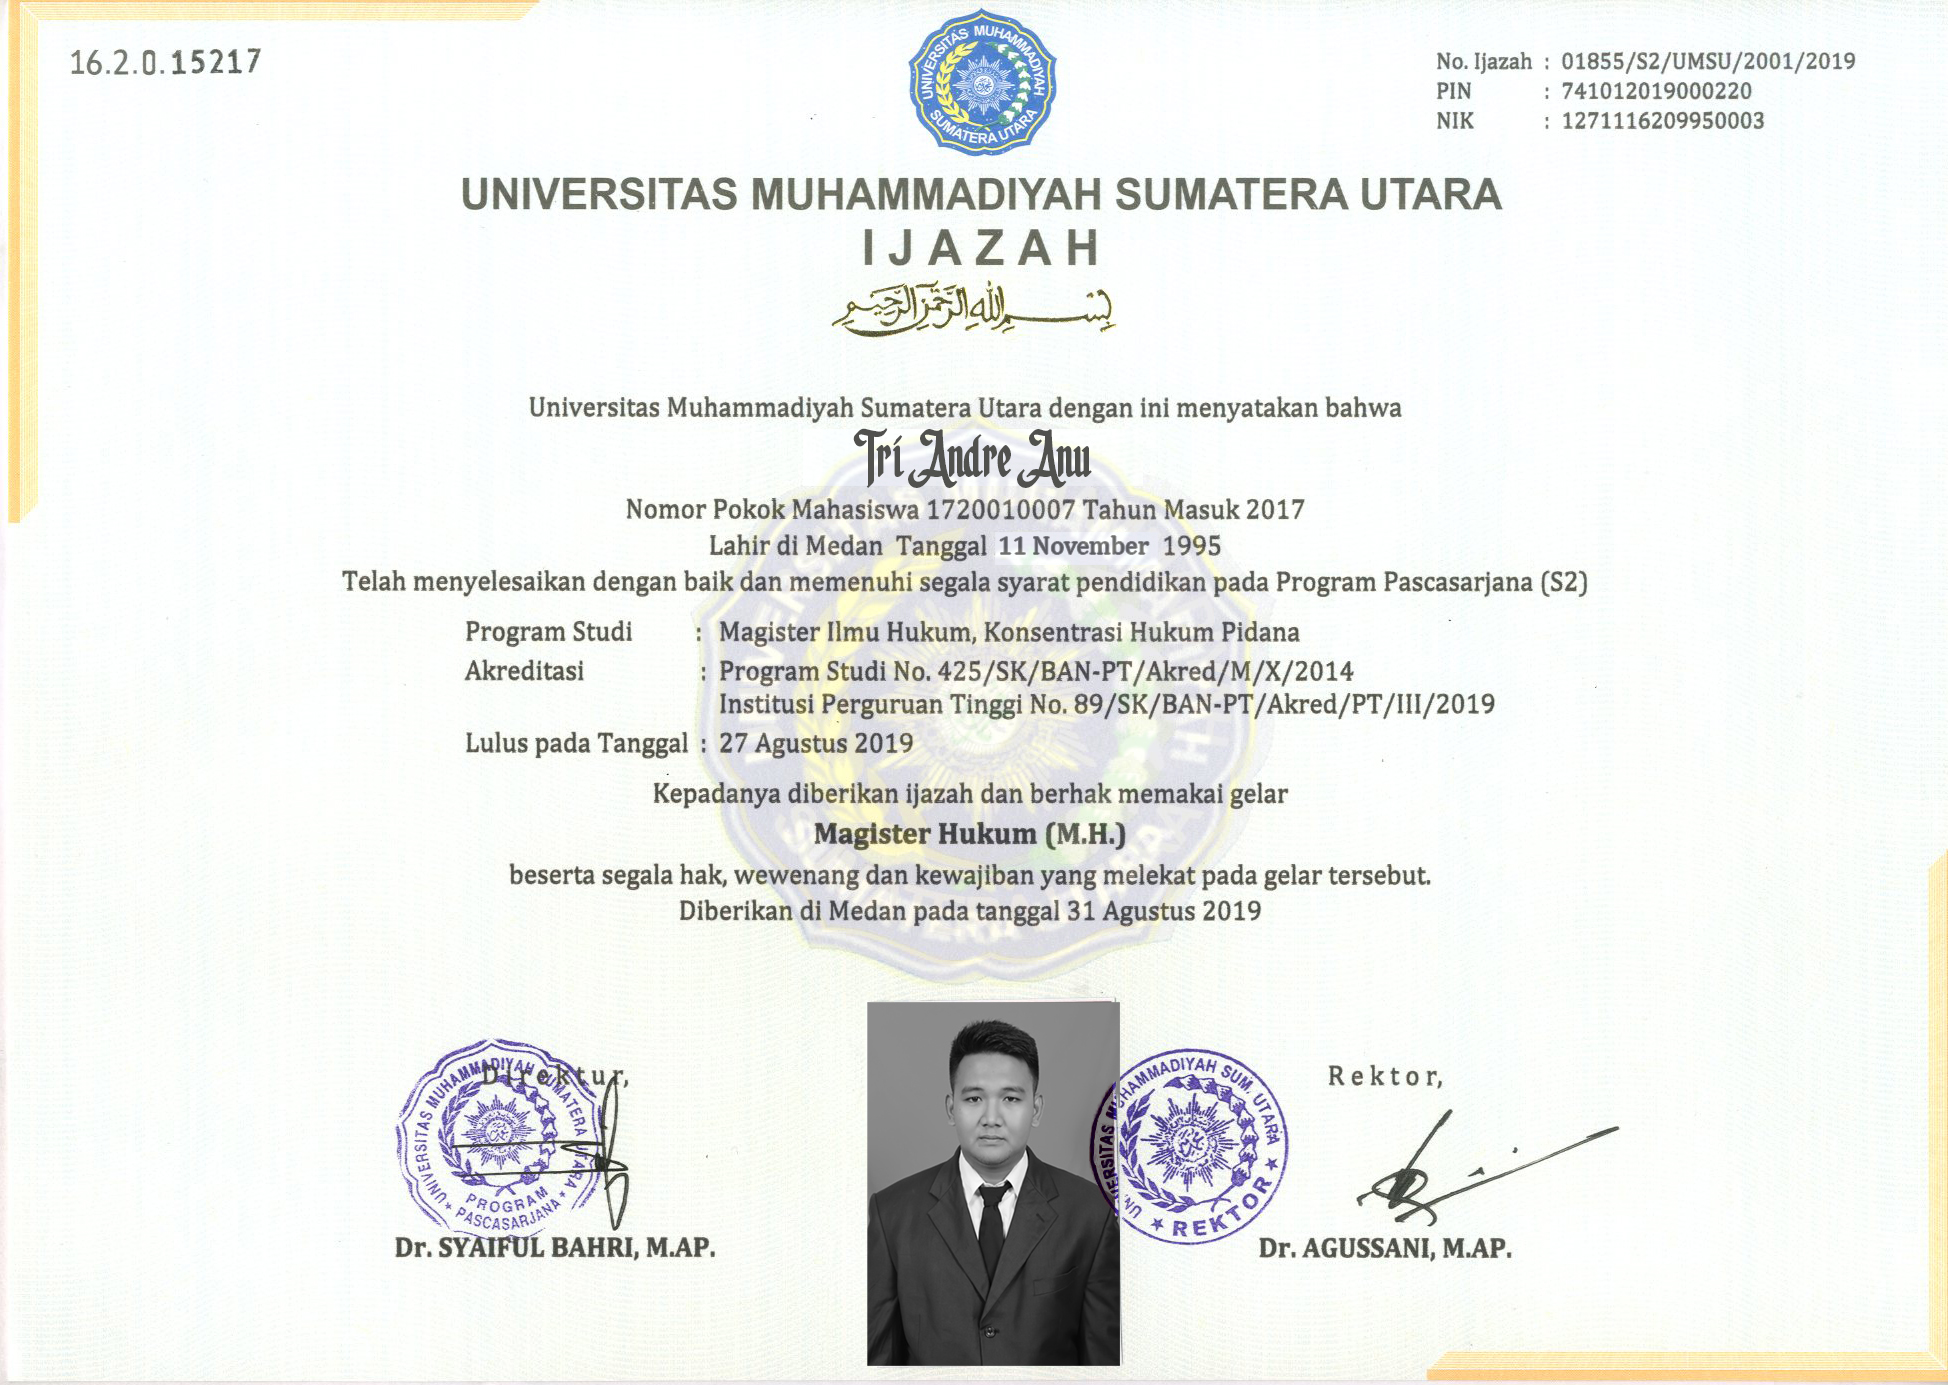 16.2.0.15217
UNIVERSITAS MUHAMMADIYAH
SUMATERA UTARA
No. Ijazah : 01855/S2/UMSU/2001/2019
PIN : 741012019000220
NIK : 1271116209950003
UNIVERSITAS MUHAMMADIYAH SUMATERA UTARA
IJAZAH
بِسْمِ اللهِ الرَّحْمٰنِ الرَّحِيْمِ
Universitas Muhammadiyah Sumatera Utara dengan ini menyatakan bahwa
Tri Andre Anu
Nomor Pokok Mahasiswa 1720010007 Tahun Masuk 2017
Lahir di Medan Tanggal 11 November 1995
Telah menyelesaikan dengan baik dan memenuhi segala syarat pendidikan pada Program Pascasarjana (S2)
Program Studi : Magister Ilmu Hukum, Konsentrasi Hukum Pidana
Akreditasi : Program Studi No. 425/SK/BAN-PT/Akred/M/X/2014
Institusi Perguruan Tinggi No. 89/SK/BAN-PT/Akred/PT/III/2019
Lulus pada Tanggal : 27 Agustus 2019
Kepadanya diberikan ijazah dan berhak memakai gelar
Magister Hukum (M.H.)
beserta segala hak, wewenang dan kewajiban yang melekat pada gelar tersebut.
Diberikan di Medan pada tanggal 31 Agustus 2019
Direktur,
UNIVERSITAS MUHAMMADIYAH SUMATERA UTARA
PROGRAM
PASCASARJANA
Dr. SYAIFUL BAHRI, M.AP.
Rektor,
UNIVERSITAS MUHAMMADIYAH SUM. UTARA
REKTOR
Dr. AGUSSANI, M.AP.